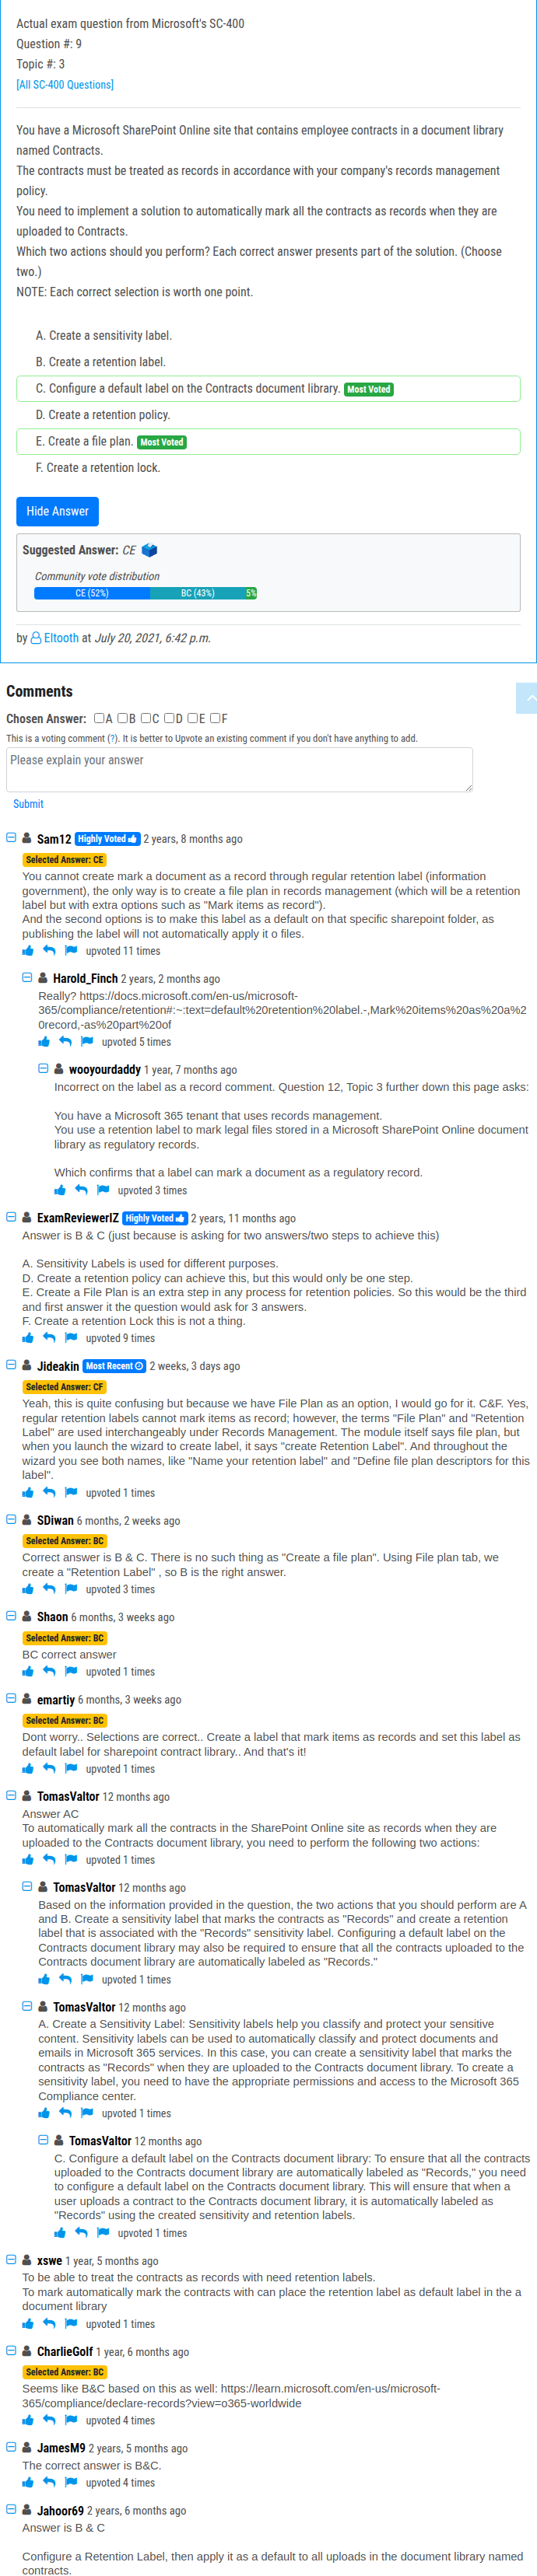 Actual exam question from Microsoft's SC-400
Question #: 9
Topic #: 3
[All SC-400 Questions]
You have a Microsoft SharePoint Online site that contains employee contracts in a document library
named Contracts.
The contracts must be treated as records in accordance with your company's records management
policy.
You need to implement a solution to automatically mark all the contracts as records when they are
uploaded to Contracts.
Which two actions should you perform? Each correct answer presents part of the solution. (Choose
two.)
NOTE: Each correct selection is worth one point.
A. Create a sensitivity label.
B. Create a retention label.
C. Configure a default label on the Contracts document library. Most Voted
D. Create a retention policy.
E. Create a file plan. Most Voted
F. Create a retention lock.
Hide Answer
Suggested Answer: CE
Community vote distribution
CE (52%) BC (43%) 5%
by Eltooth at July 20, 2021, 6:42 p.m.
Comments
Chosen Answer: A B C D E F
This is a voting comment (?). It is better to Upvote an existing comment if you don't have anything to add.
Please explain your answer
Submit
Sam12 Highly Voted 2 years, 8 months ago
Selected Answer: CE
You cannot create mark a document as a record through regular retention label (information
government), the only way is to create a file plan in records management (which will be a retention
label but with extra options such as "Mark items as record").
And the second options is to make this label as a default on that specific sharepoint folder, as
publishing the label will not automatically apply it o files.
upvoted 11 times
Harold_Finch 2 years, 2 months ago
Really? https://docs.microsoft.com/en-us/microsoft-
365/compliance/retention#:~:text=default%20retention%20label.-,Mark%20items%20as%20a%2
0record,-as%20part%20of
upvoted 5 times
wooyourdaddy 1 year, 7 months ago
Incorrect on the label as a record comment. Question 12, Topic 3 further down this page asks:
You have a Microsoft 365 tenant that uses records management.
You use a retention label to mark legal files stored in a Microsoft SharePoint Online document
library as regulatory records.
Which confirms that a label can mark a document as a regulatory record.
upvoted 3 times
ExamReviewerIZ Highly Voted 2 years, 11 months ago
Answer is B & C (just because is asking for two answers/two steps to achieve this)
A. Sensitivity Labels is used for different purposes.
D. Create a retention policy can achieve this, but this would only be one step.
E. Create a File Plan is an extra step in any process for retention policies. So this would be the third
and first answer it the question would ask for 3 answers.
F. Create a retention Lock this is not a thing.
upvoted 9 times
Jideakin Most Recent 2 weeks, 3 days ago
Selected Answer: CF
Yeah, this is quite confusing but because we have File Plan as an option, I would go for it. C&F. Yes,
regular retention labels cannot mark items as record; however, the terms "File Plan" and "Retention
Label" are used interchangeably under Records Management. The module itself says file plan, but
when you launch the wizard to create label, it says "create Retention Label". And throughout the
wizard you see both names, like "Name your retention label" and "Define file plan descriptors for this
label".
upvoted 1 times
SDiwan 6 months, 2 weeks ago
Selected Answer: BC
Correct answer is B & C. There is no such thing as "Create a file plan". Using File plan tab, we
create a "Retention Label" , so B is the right answer.
upvoted 3 times
Shaon 6 months, 3 weeks ago
Selected Answer: BC
BC correct answer
upvoted 1 times
emartiy 6 months, 3 weeks ago
Selected Answer: BC
Dont worry.. Selections are correct.. Create a label that mark items as records and set this label as
default label for sharepoint contract library.. And that's it!
upvoted 1 times
TomasValtor 12 months ago
Answer AC
To automatically mark all the contracts in the SharePoint Online site as records when they are
uploaded to the Contracts document library, you need to perform the following two actions:
upvoted 1 times
TomasValtor 12 months ago
Based on the information provided in the question, the two actions that you should perform are A
and B. Create a sensitivity label that marks the contracts as "Records" and create a retention
label that is associated with the "Records" sensitivity label. Configuring a default label on the
Contracts document library may also be required to ensure that all the contracts uploaded to the
Contracts document library are automatically labeled as "Records."
upvoted 1 times
TomasValtor 12 months ago
A. Create a Sensitivity Label: Sensitivity labels help you classify and protect your sensitive
content. Sensitivity labels can be used to automatically classify and protect documents and
emails in Microsoft 365 services. In this case, you can create a sensitivity label that marks the
contracts as "Records" when they are uploaded to the Contracts document library. To create a
sensitivity label, you need to have the appropriate permissions and access to the Microsoft 365
Compliance center.
upvoted 1 times
TomasValtor 12 months ago
C. Configure a default label on the Contracts document library: To ensure that all the contracts
uploaded to the Contracts document library are automatically labeled as "Records," you need
to configure a default label on the Contracts document library. This will ensure that when a
user uploads a contract to the Contracts document library, it is automatically labeled as
"Records" using the created sensitivity and retention labels.
upvoted 1 times
xswe 1 year, 5 months ago
To be able to treat the contracts as records with need retention labels.
To mark automatically mark the contracts with can place the retention label as default label in the a
document library
upvoted 1 times
CharlieGolf 1 year, 6 months ago
Selected Answer: BC
Seems like B&C based on this as well: https://learn.microsoft.com/en-us/microsoft-
365/compliance/declare-records?view=o365-worldwide
upvoted 4 times
JamesM9 2 years, 5 months ago
The correct answer is B&C.
upvoted 4 times
Jahoor69 2 years, 6 months ago
Answer is B & C
Configure a Retention Label, then apply it as a default to all uploads in the document library named
contracts.